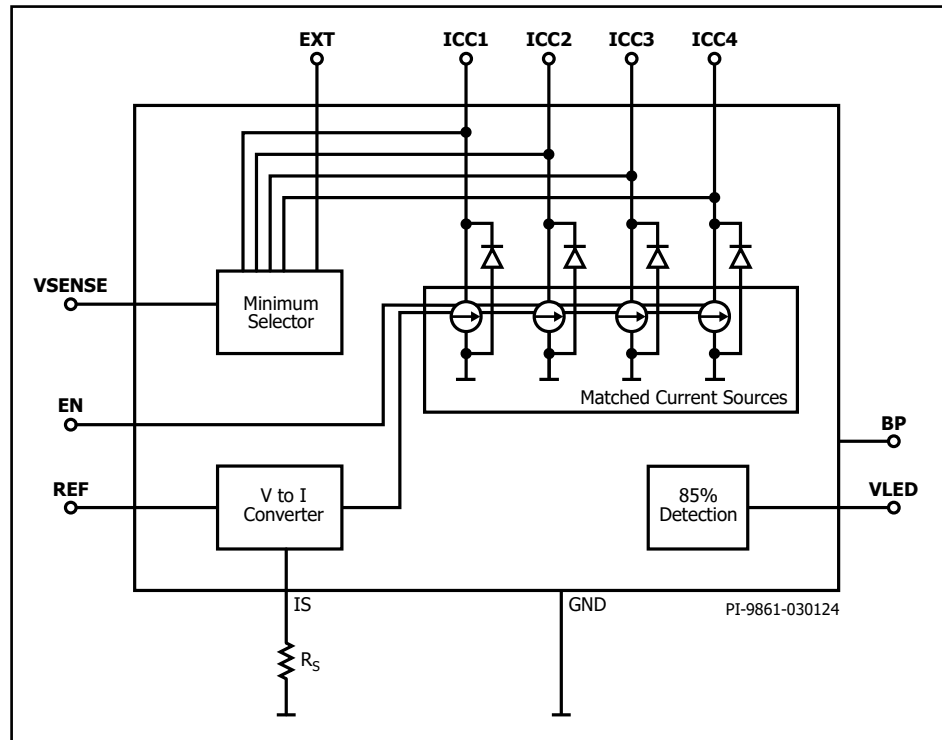 EXT
ICC1
ICC2
ICC3
ICC4
VSENSE
Minimum
Selector
Matched Current Sources
EN
BP
REF
V to I
Converter
85%
Detection
VLED
IS
GND
PI-9861-030124
RS